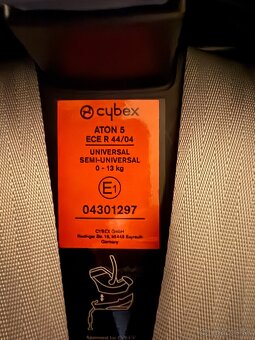 cybex
ATON 5
ECE R 44/04
UNIVERSAL
SEMI-UNIVERSAL
0 - 13 kg
E1
04301297
CYBEX GmbH
Riedinger Str. 18, 95448 Bayreuth
Germany